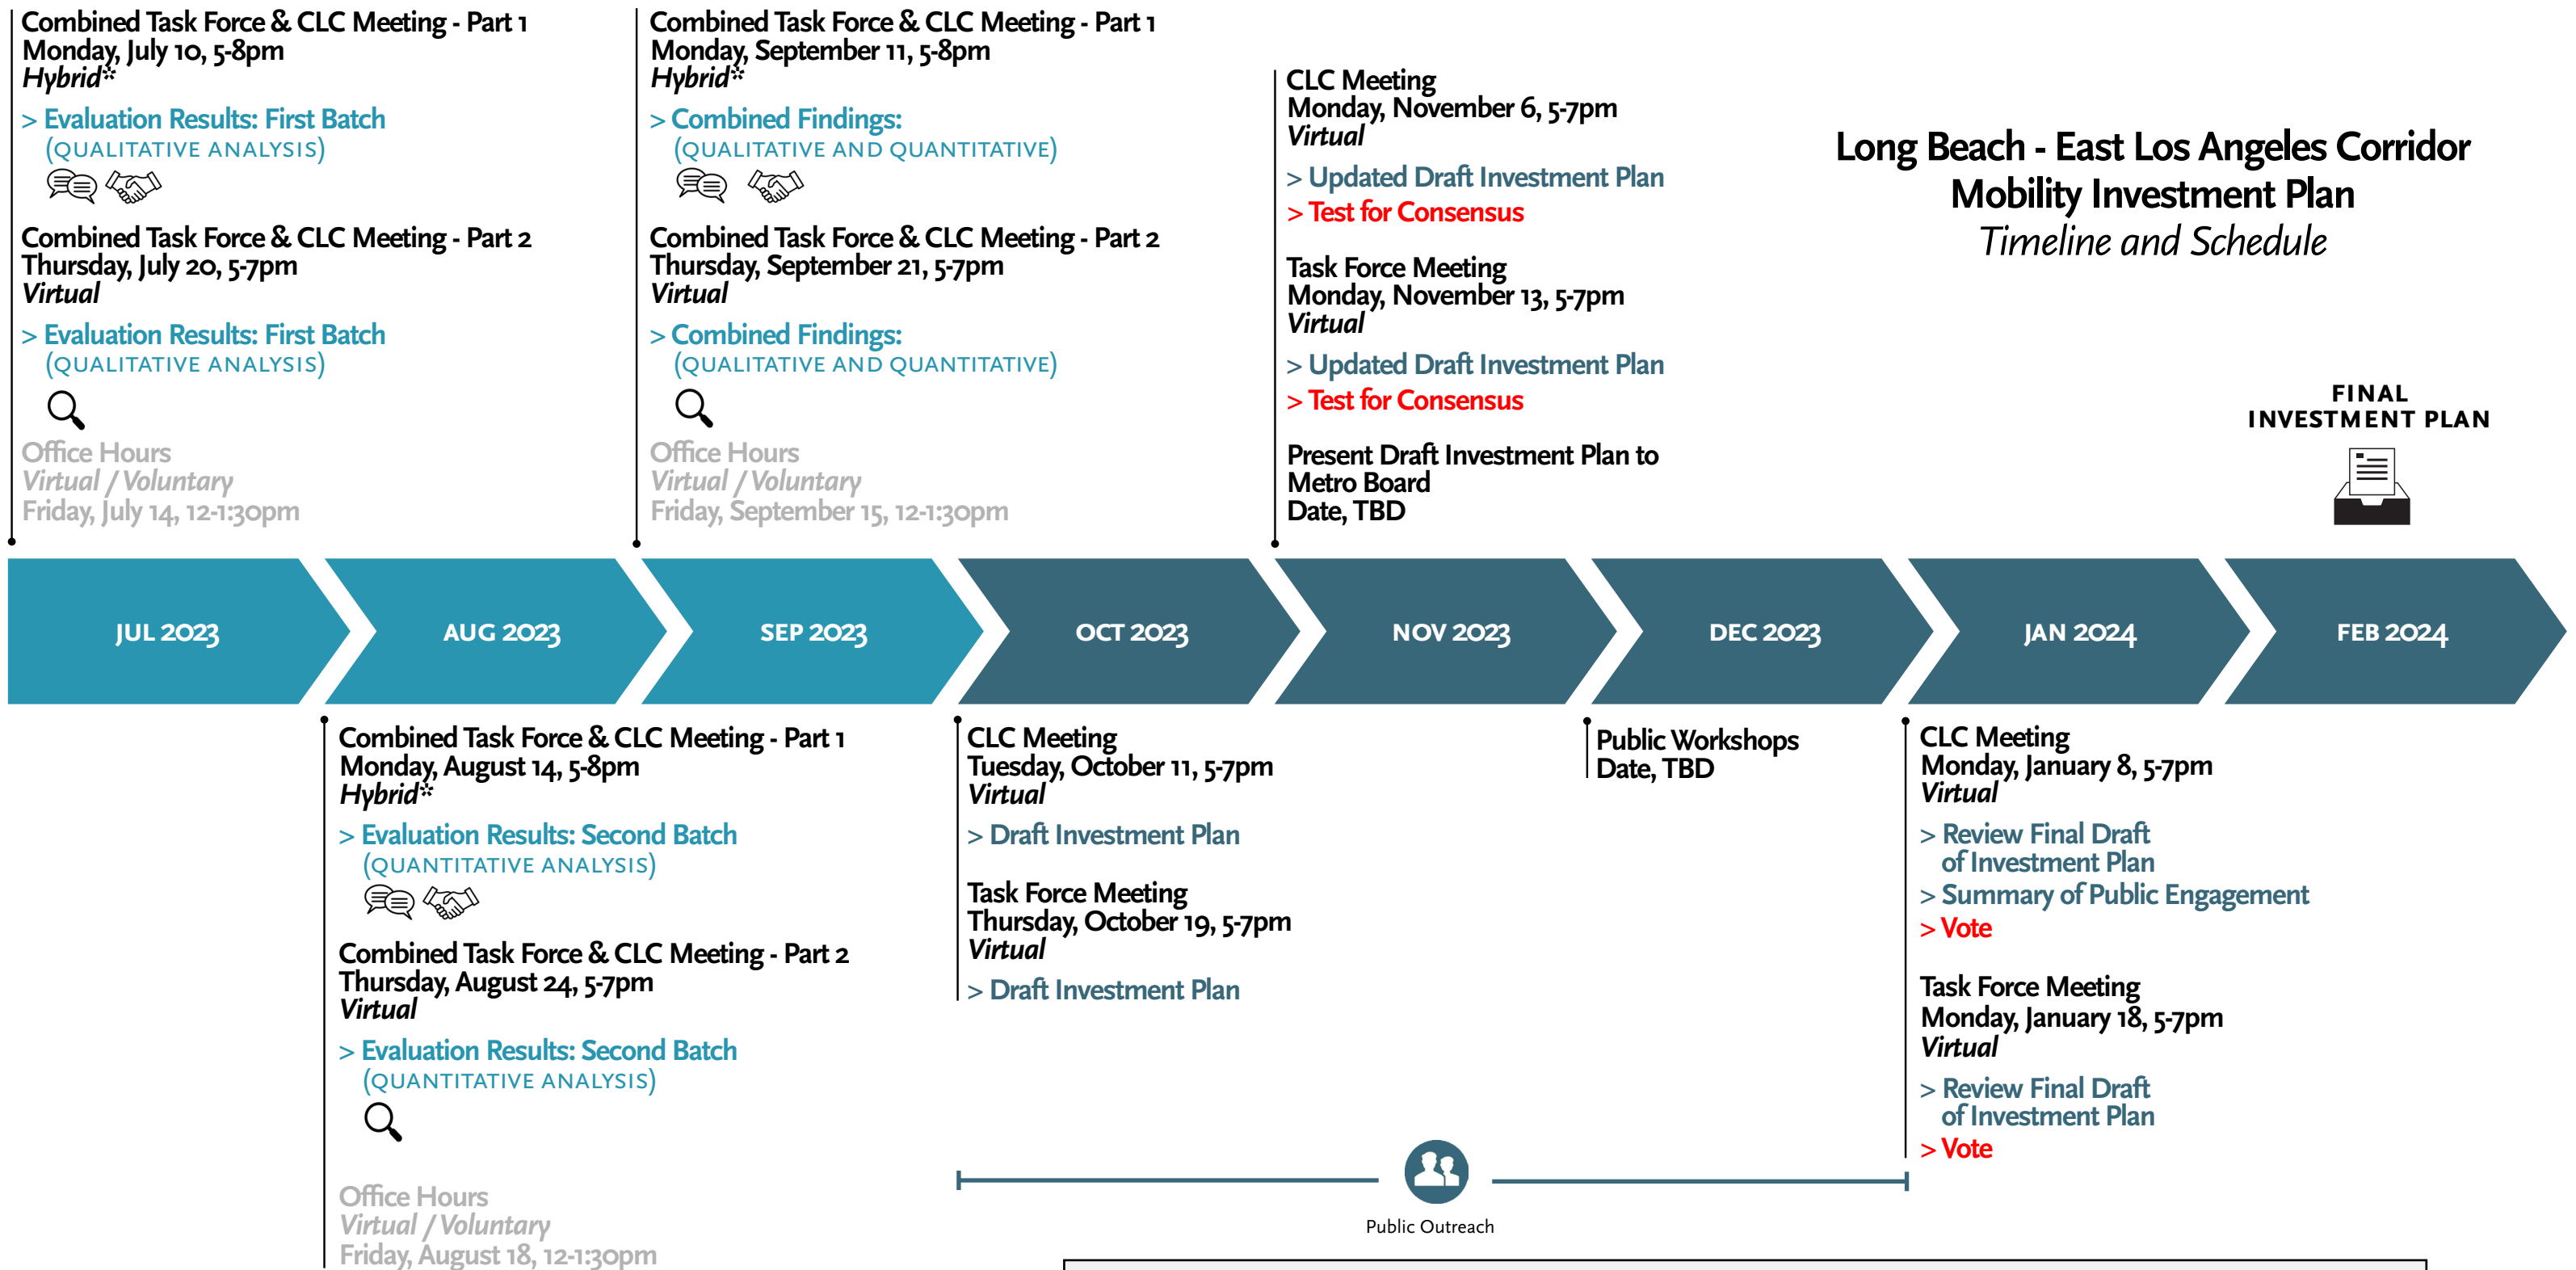 Combined Task Force & CLC Meeting - Part 1
Monday, July 10, 5-8pm
Hybrid*
> Evaluation Results: First Batch
(QUALITATIVE ANALYSIS)
Combined Task Force & CLC Meeting - Part 2
Thursday, July 20, 5-7pm
Virtual
> Evaluation Results: First Batch
(QUALITATIVE ANALYSIS)
Office Hours
Virtual / Voluntary
Friday, July 14, 12-1:30pm
Combined Task Force & CLC Meeting - Part 1
Monday, September 11, 5-8pm
Hybrid*
> Combined Findings:
(QUALITATIVE AND QUANTITATIVE)
Combined Task Force & CLC Meeting - Part 2
Thursday, September 21, 5-7pm
Virtual
> Combined Findings:
(QUALITATIVE AND QUANTITATIVE)
Office Hours
Virtual / Voluntary
Friday, September 15, 12-1:30pm
CLC Meeting
Monday, November 6, 5-7pm
Virtual
> Updated Draft Investment Plan
> Test for Consensus
Task Force Meeting
Monday, November 13, 5-7pm
Virtual
> Updated Draft Investment Plan
> Test for Consensus
Present Draft Investment Plan to
Metro Board
Date, TBD
Long Beach - East Los Angeles Corridor
Mobility Investment Plan
Timeline and Schedule
FINAL
INVESTMENT PLAN
JUL 2023
AUG 2023
SEP 2023
OCT 2023
NOV 2023
DEC 2023
JAN 2024
FEB 2024
Combined Task Force & CLC Meeting - Part 1
Monday, August 14, 5-8pm
Hybrid*
> Evaluation Results: Second Batch
(QUANTITATIVE ANALYSIS)
Combined Task Force & CLC Meeting - Part 2
Thursday, August 24, 5-7pm
Virtual
> Evaluation Results: Second Batch
(QUANTITATIVE ANALYSIS)
Office Hours
Virtual / Voluntary
Friday, August 18, 12-1:30pm
CLC Meeting
Tuesday, October 11, 5-7pm
Virtual
> Draft Investment Plan
Task Force Meeting
Thursday, October 19, 5-7pm
Virtual
> Draft Investment Plan
Public Workshops
Date, TBD
CLC Meeting
Monday, January 8, 5-7pm
Virtual
> Review Final Draft
of Investment Plan
> Summary of Public Engagement
> Vote
Task Force Meeting
Monday, January 18, 5-7pm
Virtual
> Review Final Draft
of Investment Plan
> Vote
Public Outreach